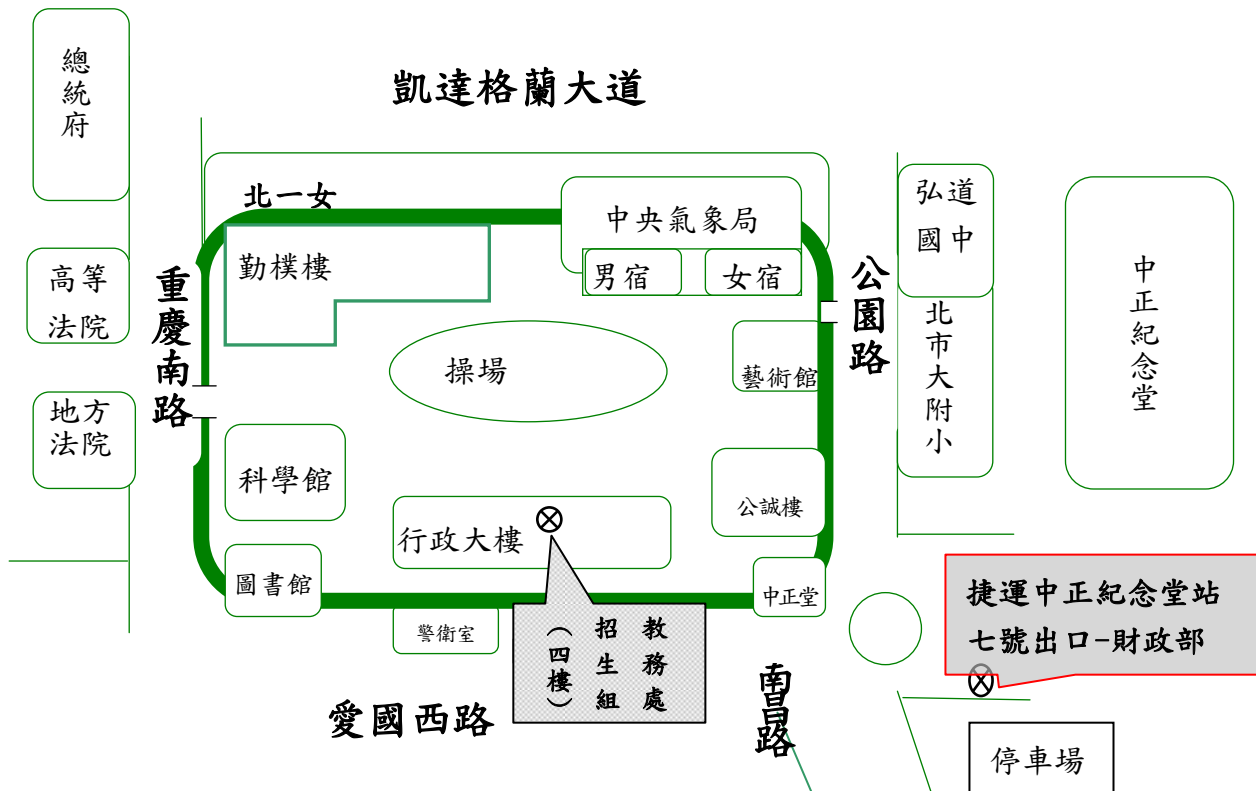 總統府
凱達格蘭大道
北一女
中央氣象局
男宿
女宿
弘道
國中
中正紀念堂
高等
法院
重慶南路
勤樸樓
公園路
北市大附小
操場
藝術館
地方
法院
科學館
公誠樓
行政大樓
圖書館
中正堂
警衛室
教務處
招生組
（四樓）
捷運中正紀念堂站
七號出口-財政部
愛國西路
南昌路
停車場